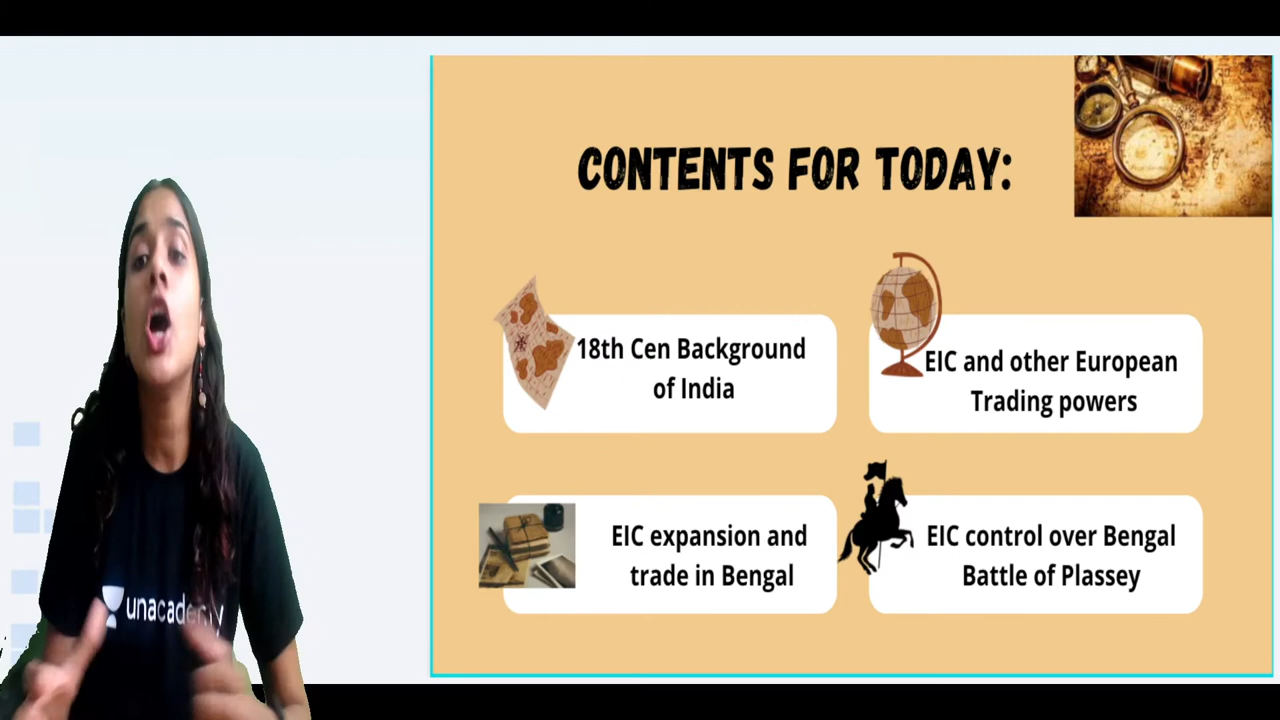 CONTENTS FOR TODAY:
18th Cen Background
of India
EIC and other European
Trading powers
EIC expansion and
trade in Bengal
EIC control over Bengal
Battle of Plassey
unacademy